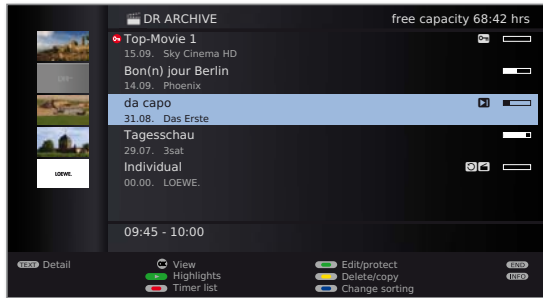 DR ARCHIVE free capacity 68:42 hrs
Top-Movie 1
15.09. Sky Cinema HD
Bon(n) jour Berlin
14.09. Phoenix
da capo
31.08. Das Erste
Tagesschau
29.07. 3sat
Individual
00.00. LOEWE.
LOEWE.
09:45 - 10:00
TEXT Detail View Edit/protect END
Highlights Delete/copy INFO
Timer list Change sorting